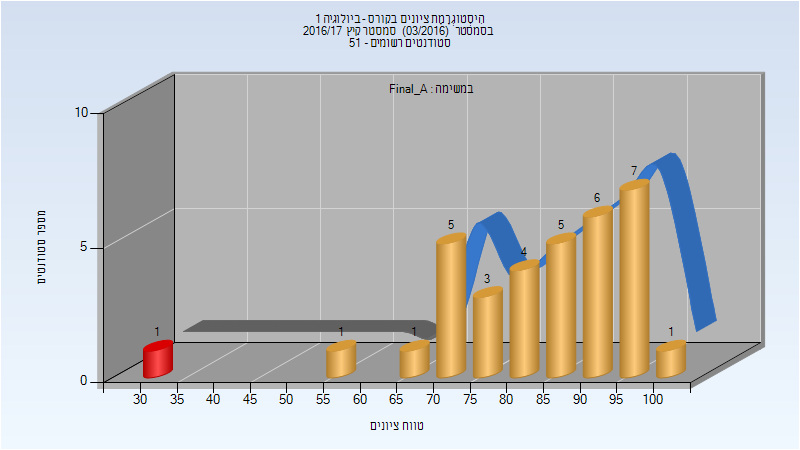 היסטוגרמת ציונים בקורס - ביולוגיה 1
בסמסטר (03/2016) סמסטר קיץ 2016/17
סטודנטים רשומים - 51
במשימה : Final_A
מספר סטודנטים
10
5
0
1
1
1
5
3
4
5
6
7
1
30 35 40 45 50 55 60 65 70 75 80 85 90 95 100
טווח ציונים